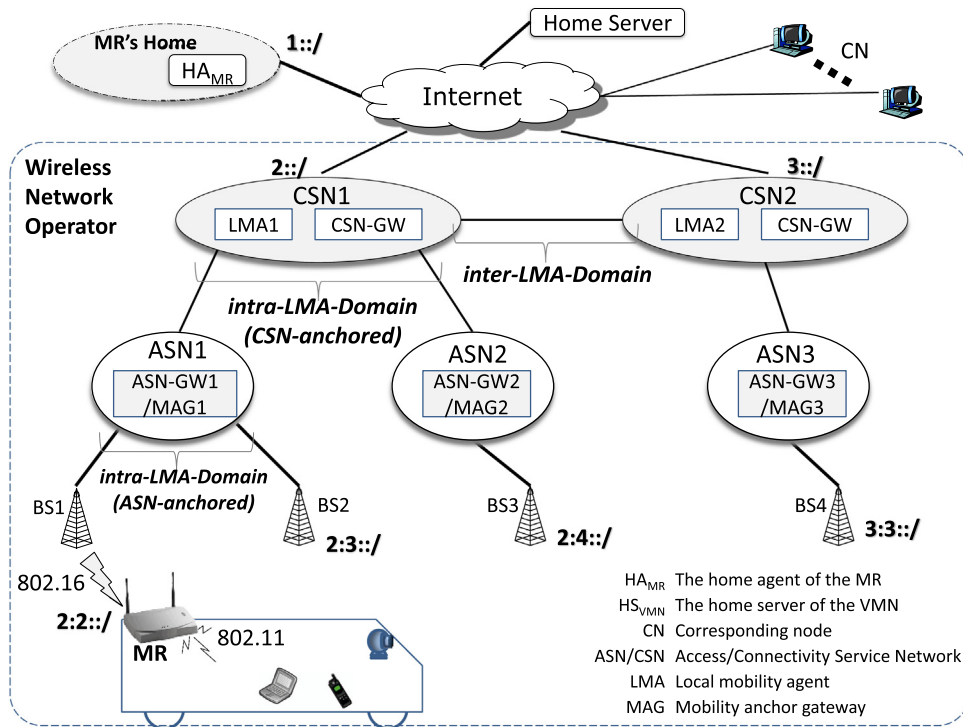 MR's Home
1::/
HA_MR
Home Server
CN
Internet
Wireless
Network
Operator
2::/
CSN1
LMA1
CSN-GW
3::/
CSN2
LMA2
CSN-GW
inter-LMA-Domain
intra-LMA-Domain
(CSN-anchored)
ASN1
ASN-GW1
/MAG1
ASN2
ASN-GW2
/MAG2
ASN3
ASN-GW3
/MAG3
intra-LMA-Domain
(ASN-anchored)
BS1
BS2
2:3::/
BS3
2:4::/
BS4
3:3::/
802.16
2:2::/
MR
802.11
HA_MR The home agent of the MR
HS_VMN The home server of the VMN
CN Corresponding node
ASN/CSN Access/Connectivity Service Network
LMA Local mobility agent
MAG Mobility anchor gateway